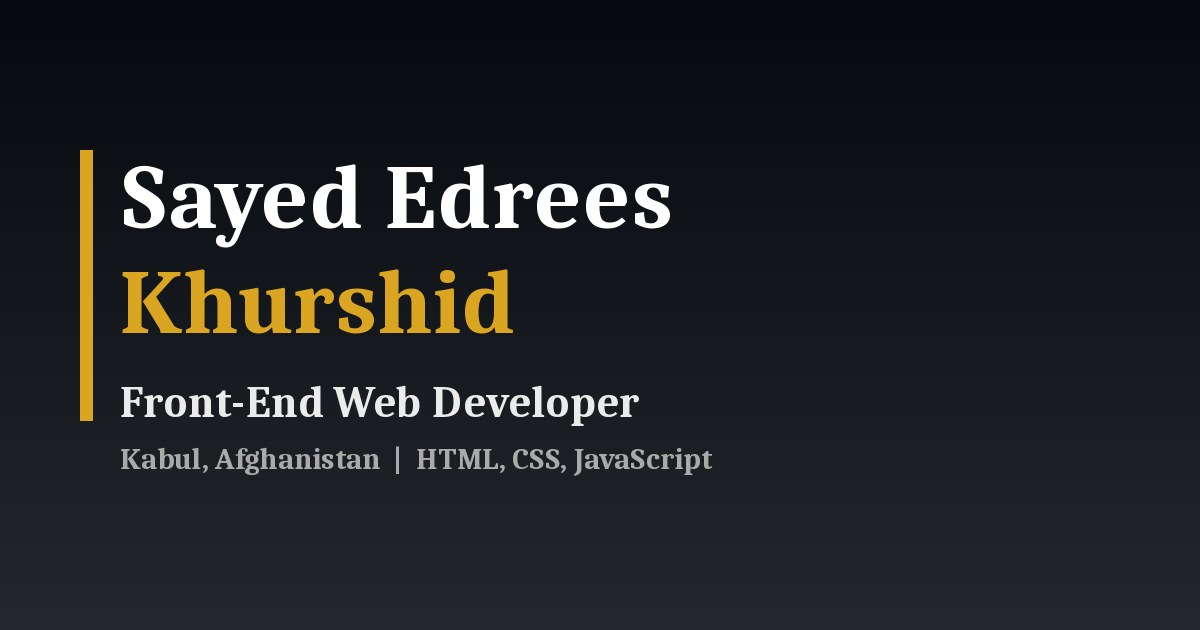 Sayed Edrees
Khurshid
Front-End Web Developer
Kabul, Afghanistan | HTML, CSS, JavaScript